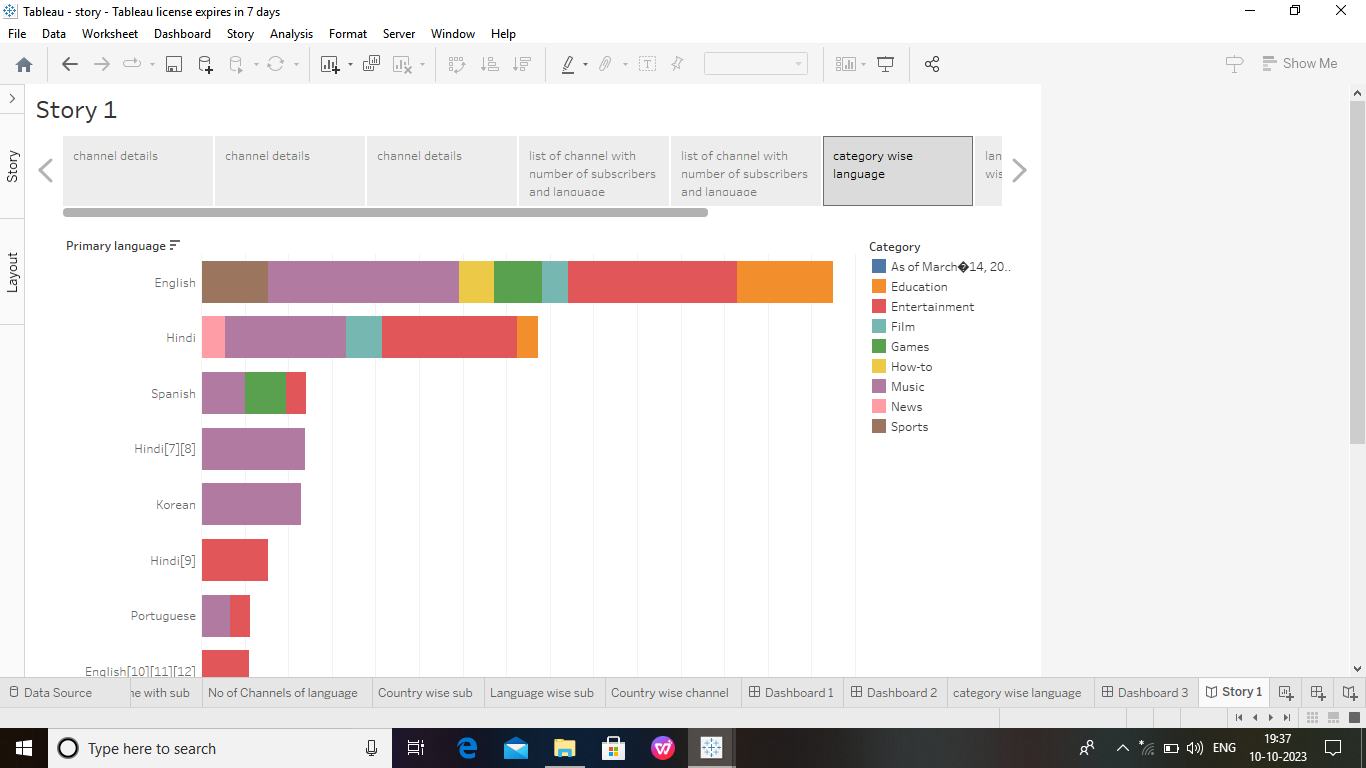 Tableau - story - Tableau license expires in 7 days
File Data Worksheet Dashboard Story Analysis Format Server Window Help
Show Me
Story
Layout
Story 1
channel details
channel details
channel details
list of channel with
number of subscribers
and language
list of channel with
number of subscribers
and language
category wise
language
lan
wis
Primary language
English
Hindi
Spanish
Hindi[7][8]
Korean
Hindi[9]
Portuguese
English[10][11][12]
Category
As of March�14, 20..
Education
Entertainment
Film
Games
How-to
Music
News
Sports
Data Source
ne with sub
No of Channels of language
Country wise sub
Language wise sub
Country wise channel
Dashboard 1
Dashboard 2
category wise language
Dashboard 3
Story 1
Type here to search
ENG
19:37
10-10-2023